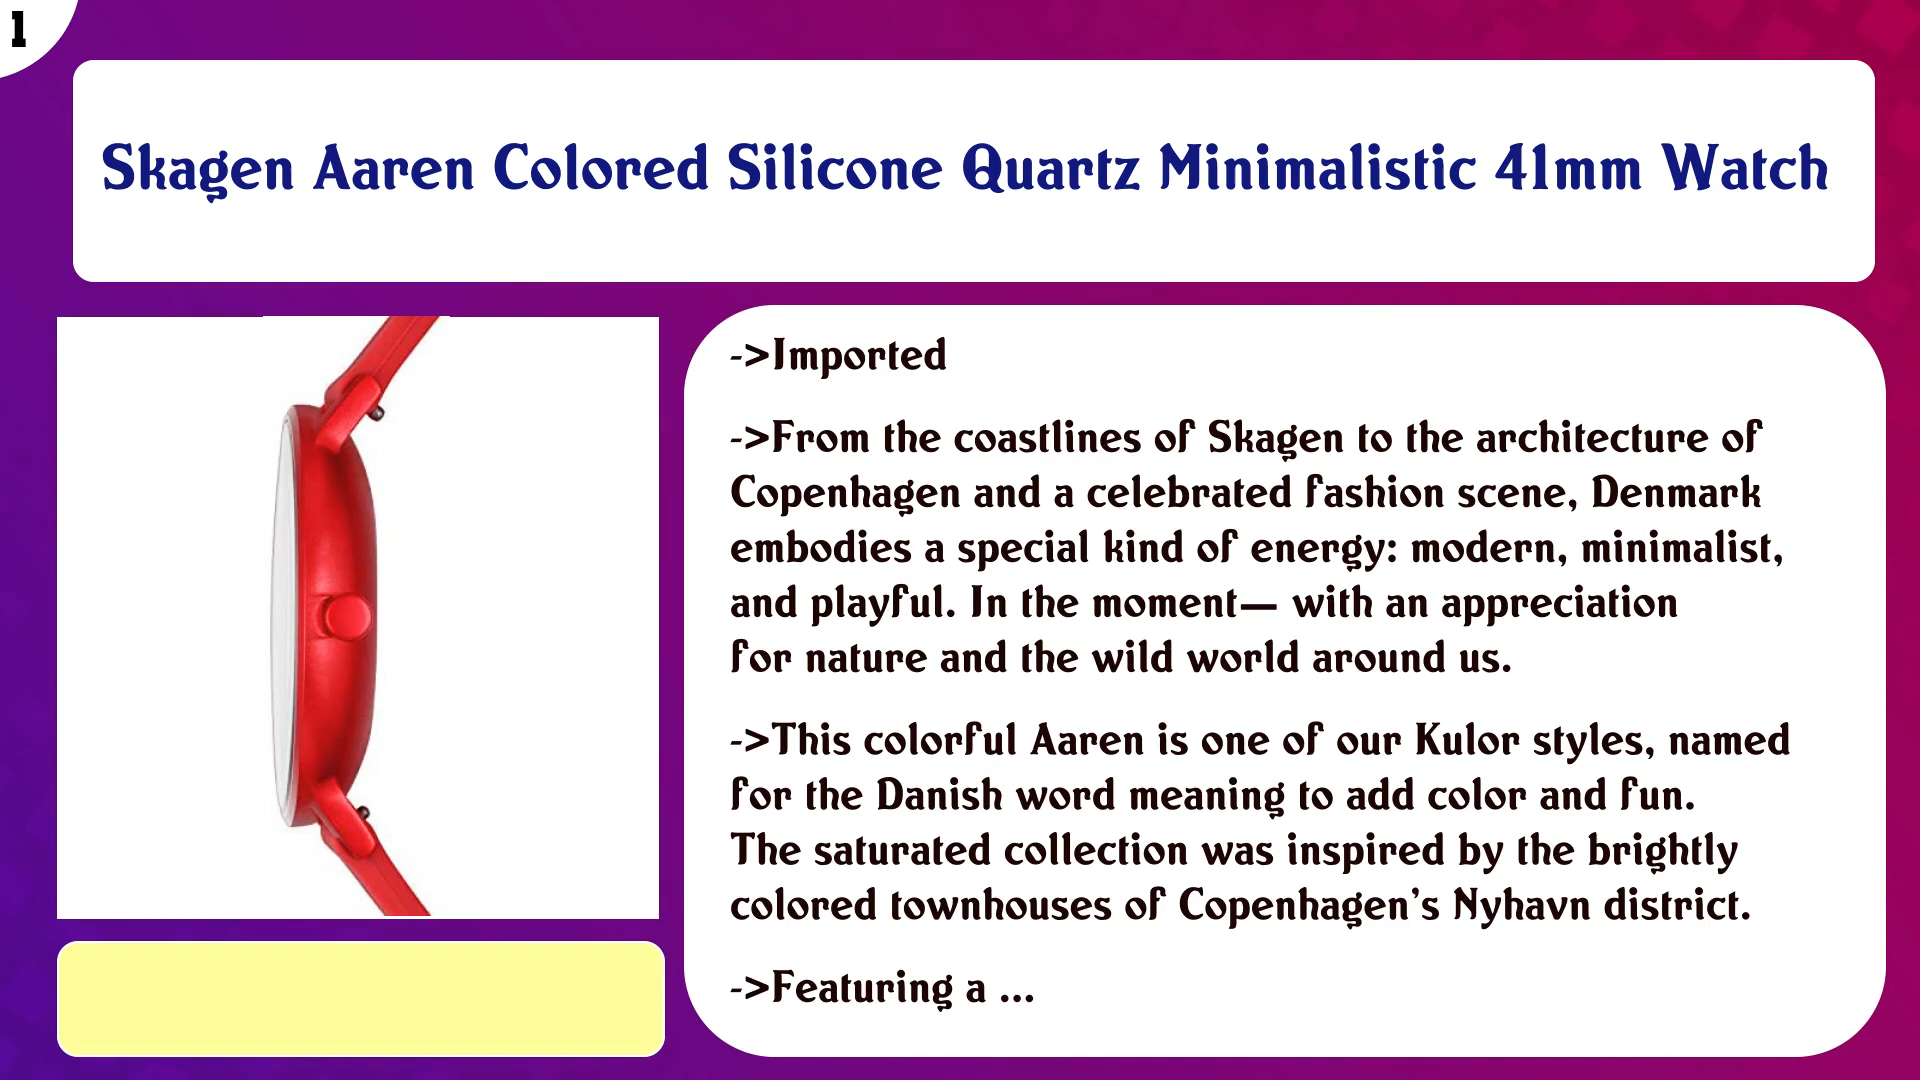 1
Skagen Aaren Colored Silicone Quartz Minimalistic 41mm Watch
->Imported
->From the coastlines of Skagen to the architecture of
Copenhagen and a celebrated fashion scene, Denmark
embodies a special kind of energy: modern, minimalist,
and playful. In the moment— with an appreciation
for nature and the wild world around us.
->This colorful Aaren is one of our Kulor styles, named
for the Danish word meaning to add color and fun.
The saturated collection was inspired by the brightly
colored townhouses of Copenhagen’s Nyhavn district.
->Featuring a ...